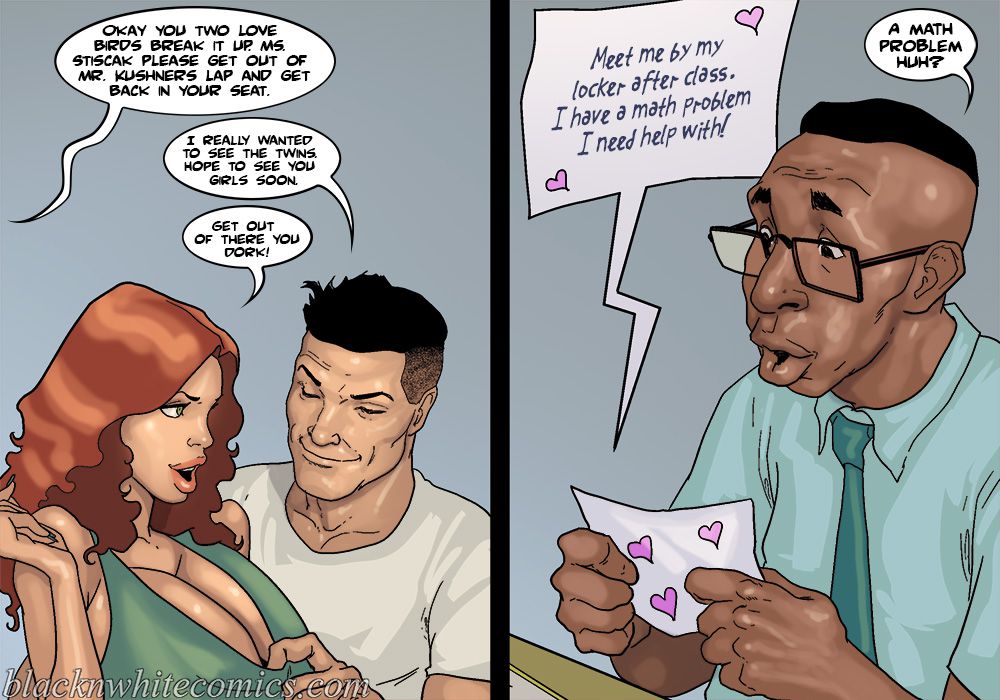 OKAY YOU TWO LOVE
BIRDS BREAK IT UP. MS.
STISCAK PLEASE GET OUT OF
MR. KUSHNERS LAP AND GET
BACK IN YOUR SEAT.
I REALLY WANTED
TO SEE THE TWINS.
HOPE TO SEE YOU
GIRLS SOON.
GET OUT
OF THERE YOU
DORK!
Meet me by my
locker after class.
I have a math problem
I need help with!
A MATH
PROBLEM
HUH?
blacknwhitecomics.com